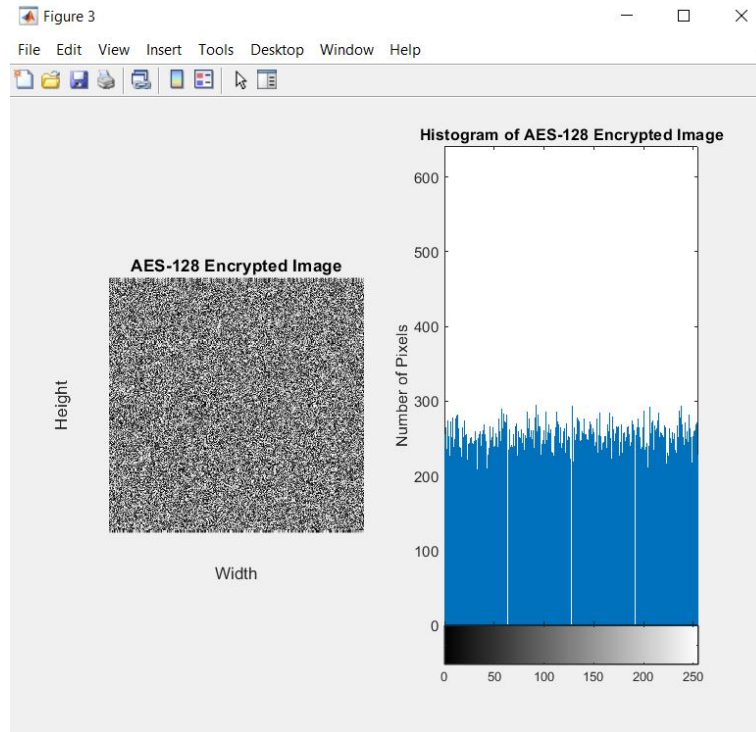 Figure 3
File Edit View Insert Tools Desktop Window Help
AES-128 Encrypted Image
Height
Width
Histogram of AES-128 Encrypted Image
Number of Pixels
600
500
400
300
200
100
0
0 50 100 150 200 250